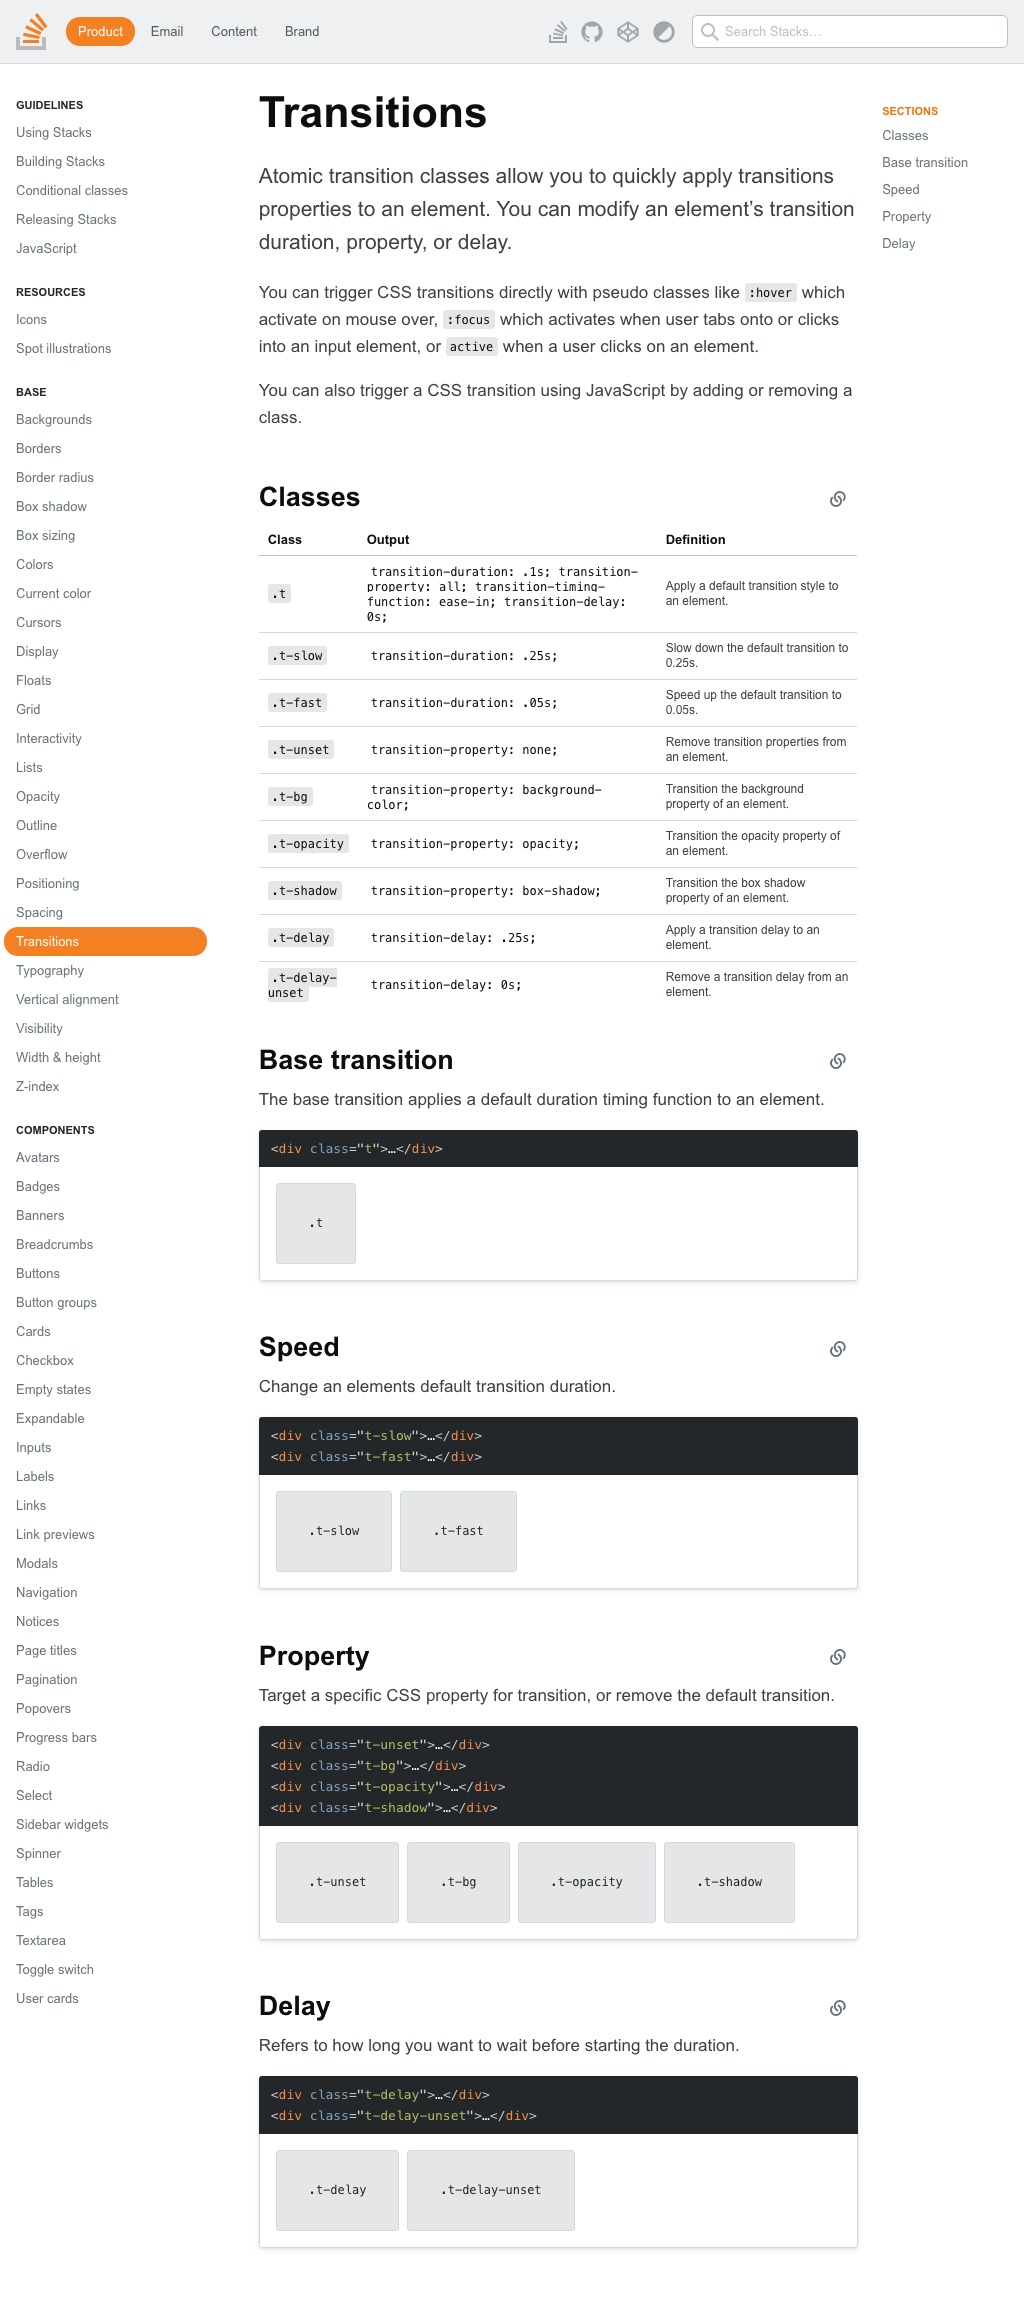 Product
Email
Content
Brand
Search Stacks…
GUIDELINES
Using Stacks
Building Stacks
Conditional classes
Releasing Stacks
JavaScript
RESOURCES
Icons
Spot illustrations
BASE
Backgrounds
Borders
Border radius
Box shadow
Box sizing
Colors
Current color
Cursors
Display
Floats
Grid
Interactivity
Lists
Opacity
Outline
Overflow
Positioning
Spacing
Transitions
Typography
Vertical alignment
Visibility
Width & height
Z-index
COMPONENTS
Avatars
Badges
Banners
Breadcrumbs
Buttons
Button groups
Cards
Checkbox
Empty states
Expandable
Inputs
Labels
Links
Link previews
Modals
Navigation
Notices
Page titles
Pagination
Popovers
Progress bars
Radio
Select
Sidebar widgets
Spinner
Tables
Tags
Textarea
Toggle switch
User cards
Transitions
Atomic transition classes allow you to quickly apply transitions
properties to an element. You can modify an element’s transition
duration, property, or delay.
You can trigger CSS transitions directly with pseudo classes like :hover which
activate on mouse over, :focus which activates when user tabs onto or clicks
into an input element, or active when a user clicks on an element.
You can also trigger a CSS transition using JavaScript by adding or removing a
class.
Classes
Class Output Definition
.t
transition-duration: .1s; transition-
property: all; transition-timing-
function: ease-in; transition-delay:
0s;
Apply a default transition style to
an element.
.t-slow
transition-duration: .25s;
Slow down the default transition to
0.25s.
.t-fast
transition-duration: .05s;
Speed up the default transition to
0.05s.
.t-unset
transition-property: none;
Remove transition properties from
an element.
.t-bg
transition-property: background-
color;
Transition the background
property of an element.
.t-opacity
transition-property: opacity;
Transition the opacity property of
an element.
.t-shadow
transition-property: box-shadow;
Transition the box shadow
property of an element.
.t-delay
transition-delay: .25s;
Apply a transition delay to an
element.
.t-delay-
unset
transition-delay: 0s;
Remove a transition delay from an
element.
Base transition
The base transition applies a default duration timing function to an element.
<div class="t">…</div>
.t
Speed
Change an elements default transition duration.
<div class="t-slow">…</div>
<div class="t-fast">…</div>
.t-slow
.t-fast
Property
Target a specific CSS property for transition, or remove the default transition.
<div class="t-unset">…</div>
<div class="t-bg">…</div>
<div class="t-opacity">…</div>
<div class="t-shadow">…</div>
.t-unset
.t-bg
.t-opacity
.t-shadow
Delay
Refers to how long you want to wait before starting the duration.
<div class="t-delay">…</div>
<div class="t-delay-unset">…</div>
.t-delay
.t-delay-unset
SECTIONS
Classes
Base transition
Speed
Property
Delay